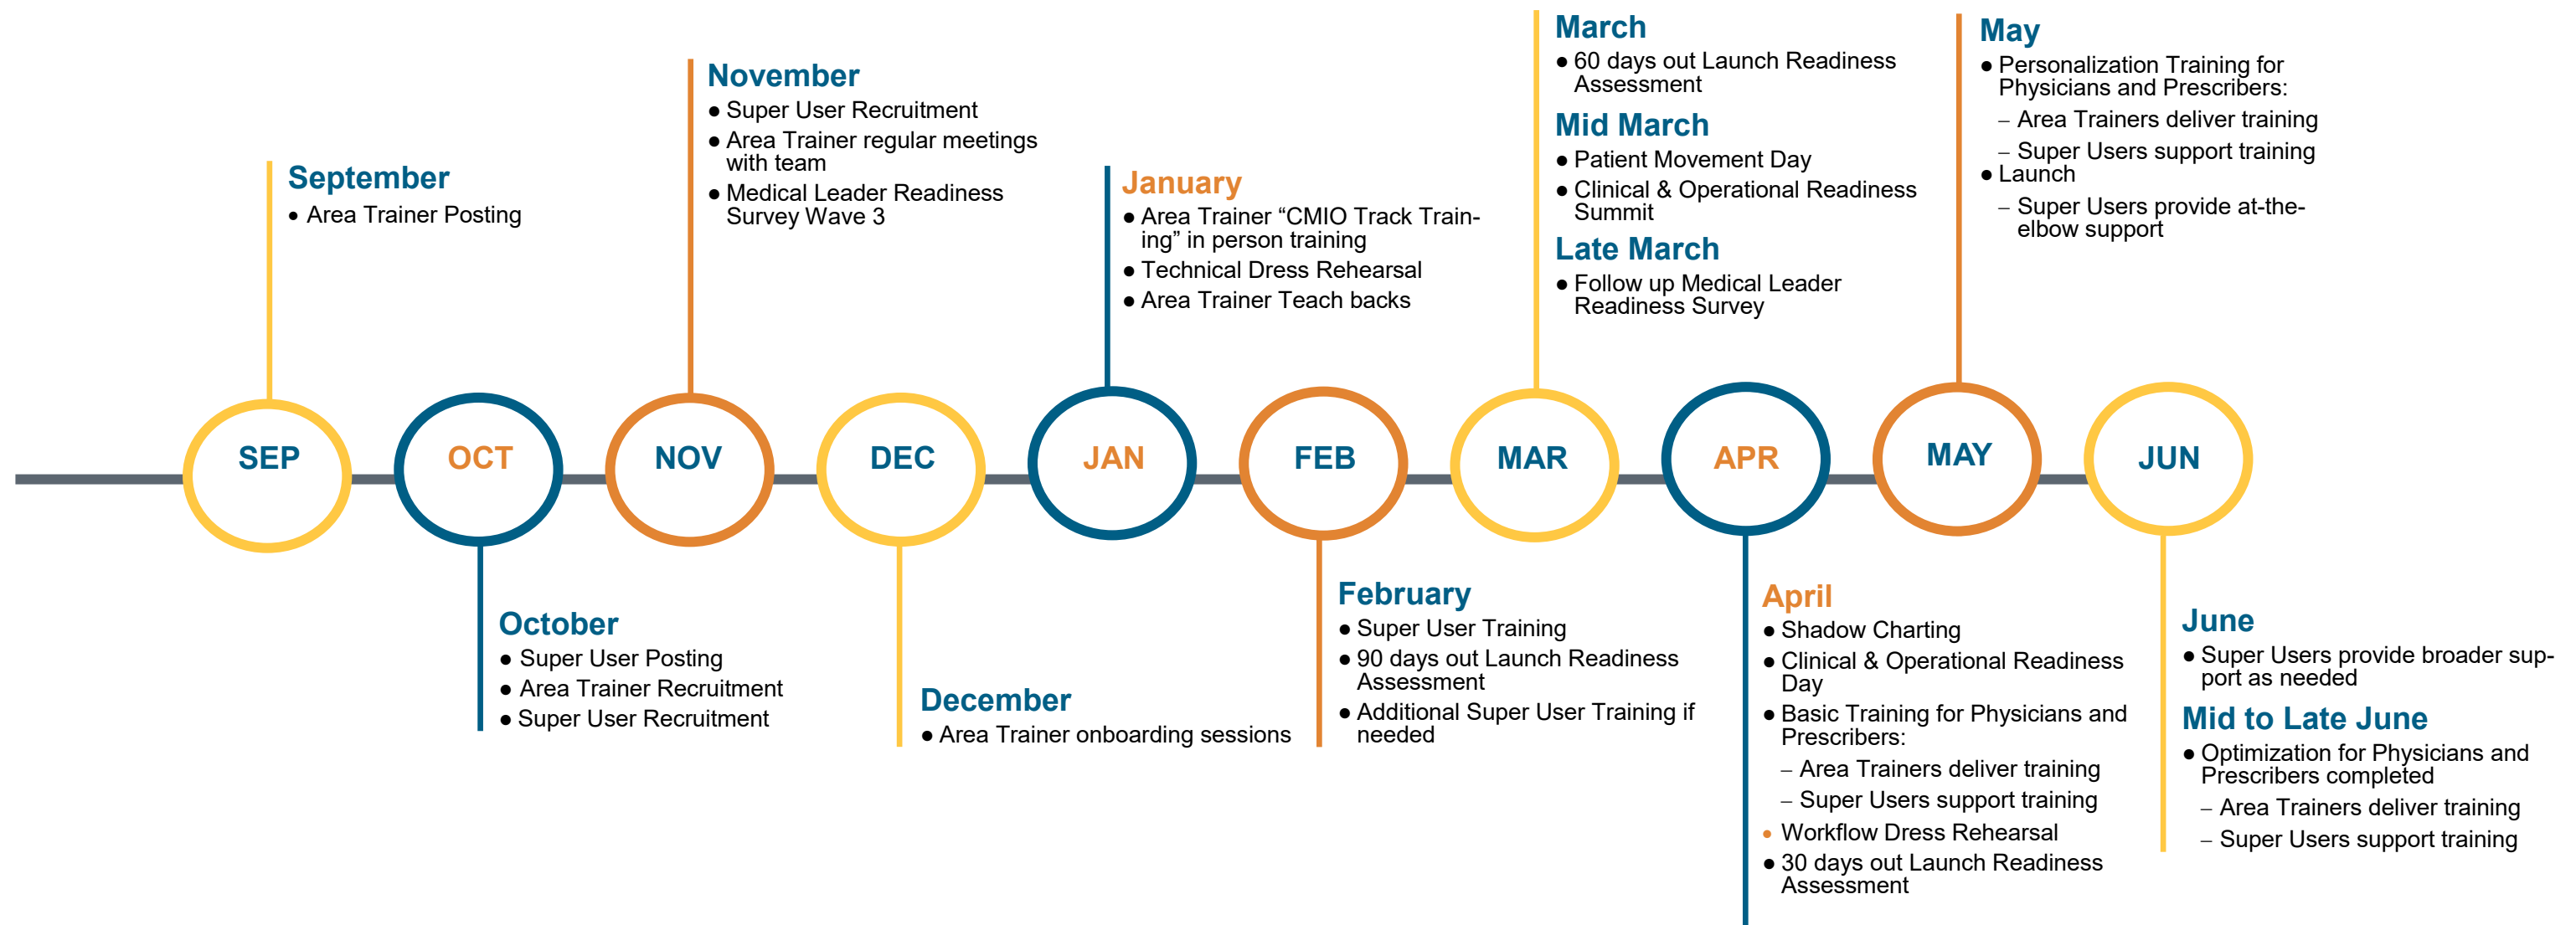 September
• Area Trainer Posting
November
● Super User Recruitment
● Area Trainer regular meetings
with team
● Medical Leader Readiness
Survey Wave 3
January
● Area Trainer “CMIO Track Train-
ing” in person training
● Technical Dress Rehearsal
● Area Trainer Teach backs
March
● 60 days out Launch Readiness
Assessment
Mid March
● Patient Movement Day
● Clinical & Operational Readiness
Summit
Late March
● Follow up Medical Leader
Readiness Survey
May
● Personalization Training for
Physicians and Prescribers:
– Area Trainers deliver training
– Super Users support training
● Launch
– Super Users provide at-the-
elbow support
SEP
OCT
NOV
DEC
JAN
FEB
MAR
APR
MAY
JUN
October
● Super User Posting
● Area Trainer Recruitment
● Super User Recruitment
December
● Area Trainer onboarding sessions
February
● Super User Training
● 90 days out Launch Readiness
Assessment
● Additional Super User Training if
needed
April
● Shadow Charting
● Clinical & Operational Readiness
Day
● Basic Training for Physicians and
Prescribers:
– Area Trainers deliver training
– Super Users support training
• Workflow Dress Rehearsal
● 30 days out Launch Readiness
Assessment
June
● Super Users provide broader sup-
port as needed
Mid to Late June
● Optimization for Physicians and
Prescribers completed
– Area Trainers deliver training
– Super Users support training